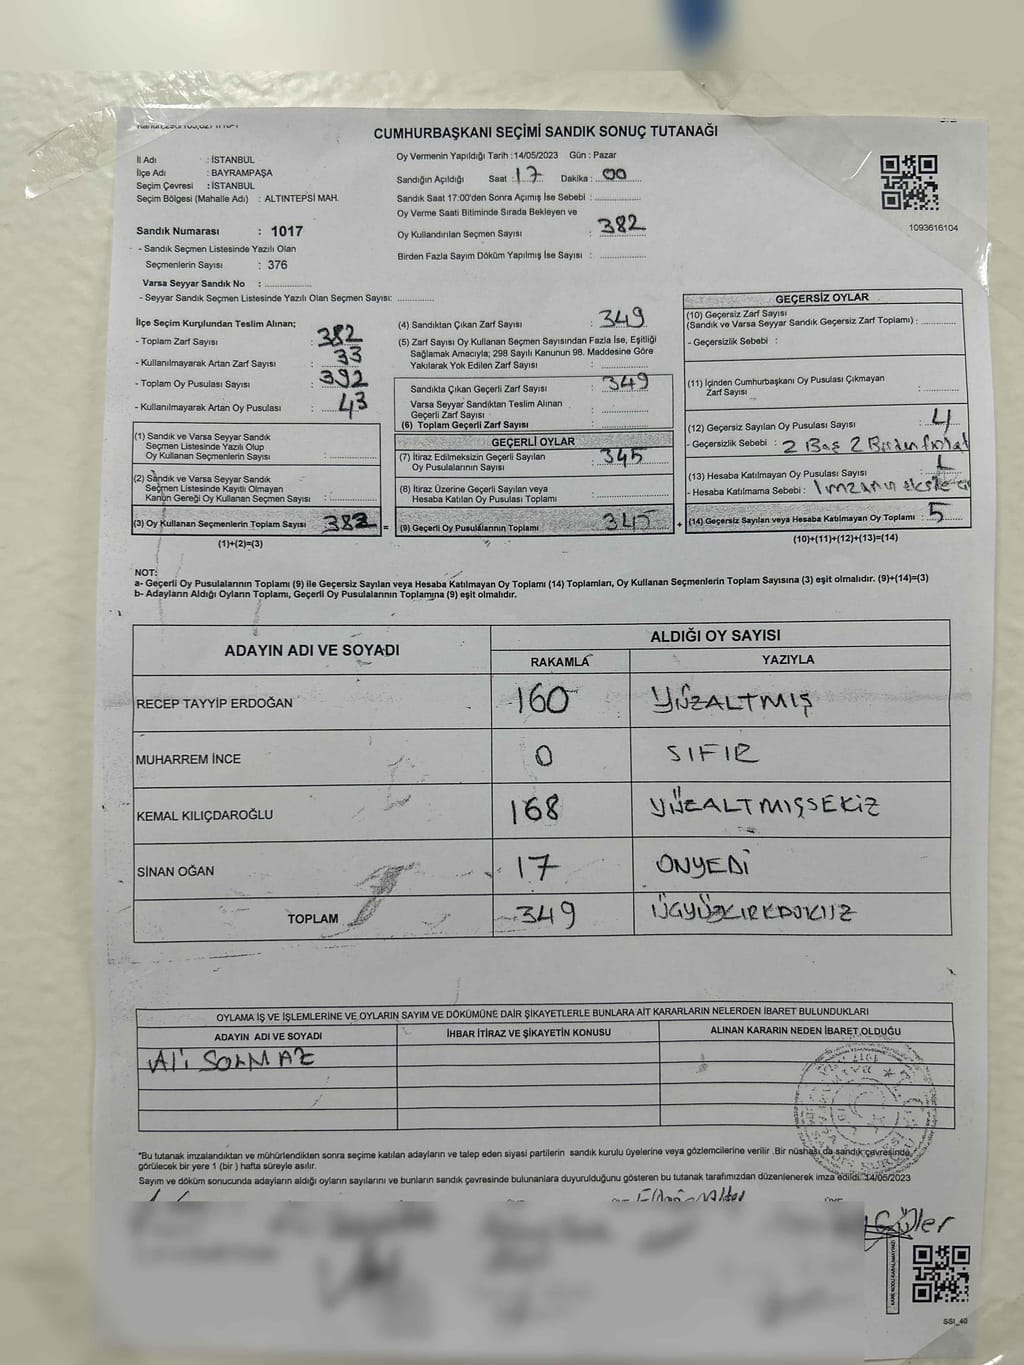 CUMHURBAŞKANI SEÇİMİ SANDIK SONUÇ TUTANAĞI
İl Adı : İSTANBUL
İlçe Adı : BAYRAMPAŞA
Seçim Çevresi : İSTANBUL
Seçim Bölgesi (Mahalle Adı) : ALTINTEPSİ MAH.
Sandık Numarası : 1017
- Sandık Seçmen Listesinde Yazılı Olan
Seçmenlerin Sayısı : 376
Varsa Seyyar Sandık No : ...............
- Seyyar Sandık Seçmen Listesinde Yazılı Olan Seçmen Sayısı: ............
Oy Vermenin Yapıldığı Tarih : 14/05/2023 Gün : Pazar
Sandığın Açıldığı Saat : 17 Dakika : 00
Sandık Saat 17:00'den Sonra Açımış İse Sebebi : ...............
Oy Verme Saati Bitiminde Sırada Bekleyen ve
Oy Kullandırılan Seçmen Sayısı : 382
Birden Fazla Sayım Döküm Yapılmış İse Sayısı : ...............
1093616104
İlçe Seçim Kurulundan Teslim Alınan;
- Toplam Zarf Sayısı : 382
- Kullanılmayarak Artan Zarf Sayısı : 33
- Toplam Oy Pusulası Sayısı : 392
- Kullanılmayarak Artan Oy Pusulası : 43
(1) Sandık ve Varsa Seyyar Sandık
Seçmen Listesinde Yazılı Olup
Oy Kullanan Seçmenlerin Sayısı : ...............
(2) Sandık ve Varsa Seyyar Sandık
Seçmen Listesinde Kayıtlı Olmayan
Kanun Gereği Oy Kullanan Seçmen Sayısı : ...............
(3) Oy Kullanan Seçmenlerin Toplam Sayısı 382 =
(1)+(2)=(3)
(4) Sandıktan Çıkan Zarf Sayısı : 349
(5) Zarf Sayısı Oy Kullanan Seçmen Sayısından Fazla İse, Eşitliği
Sağlamak Amacıyla; 298 Sayılı Kanunun 98. Maddesine Göre
Yakılarak Yok Edilen Zarf Sayısı : ...............
Sandıkta Çıkan Geçerli Zarf Sayısı : 349
Varsa Seyyar Sandıktan Teslim Alınan
Geçerli Zarf Sayısı : ...............
(6) Toplam Geçerli Zarf Sayısı : ...............
GEÇERLİ OYLAR
(7) İtiraz Edilmeksizin Geçerli Sayılan
Oy Pusulalarının Sayısı : 345
(8) İtiraz Üzerine Geçerli Sayılan veya
Hesaba Katılan Oy Pusulası Toplamı : ...............
(9) Geçerli Oy Pusulalarının Toplamı : 345 +
GEÇERSİZ OYLAR
(10) Geçersiz Zarf Sayısı
(Sandık ve Varsa Seyyar Sandık Geçersiz Zarf Toplamı) : ............
- Geçersizlik Sebebi :
(11) İçinden Cumhurbaşkanı Oy Pusulası Çıkmayan
Zarf Sayısı : ............
(12) Geçersiz Sayılan Oy Pusulası Sayısı : 4
- Geçersizlik Sebebi : 2 Boş 2 Birden fazla
(13) Hesaba Katılmayan Oy Pusulası Sayısı : 1
- Hesaba Katılmama Sebebi : 1 imzanın
(14) Geçersiz Sayılan veya Hesaba Katılmayan Oy Toplamı : 5
(10)+(11)+(12)+(13)=(14)
NOT:
a- Geçerli Oy Pusulalarının Toplamı (9) ile Geçersiz Sayılan veya Hesaba Katılmayan Oy Toplamı (14) Toplamları, Oy Kullanan Seçmenlerin Toplam Sayısına (3) eşit olmalıdır. (9)+(14)=(3)
b- Adayların Aldığı Oyların Toplamı, Geçerli Oy Pusulalarının Toplamına (9) eşit olmalıdır.
ADAYIN ADI VE SOYADI ALDIĞI OY SAYISI
RAKAMLA YAZIYLA
RECEP TAYYİP ERDOĞAN 160 YÜZALTMIŞ
MUHARREM İNCE 0 SIFIR
KEMAL KILIÇDAROĞLU 168 YÜZALTMIŞSEKİZ
SİNAN OĞAN 17 ONYEDİ
TOPLAM 349 ÜÇYÜZKIRKDOKUZ
OYLAMA İŞ VE İŞLEMLERİNE VE OYLARIN SAYIM VE DÖKÜMÜNE DAİR ŞİKAYETLERLE BUNLARA AİT KARARLARIN NELERDEN İBARET BULUNDUKLARI
ADAYIN ADI VE SOYADI İHBAR İTİRAZ VE ŞİKAYETİN KONUSU ALINAN KARARIN NEDEN İBARET OLDUĞU
ALİ SOLMAZ
*Bu tutanak imzalandıktan ve mühürlendikten sonra seçime katılan adayların ve talep eden siyasi partilerin sandık kurulu üyelerine veya gözlemcilerine verilir .Bir nüshası da sandık çevresinde
görülecek bir yere 1 (bir ) hafta süreyle asılır.
Sayım ve döküm sonucunda adayların aldığı oyların sayılarını ve bunların sandık çevresinde bulunanlara duyurulduğunu gösteren bu tutanak tarafımızdan düzenlenerek imza edildi. 14/05/2023
Güler
SSI_40